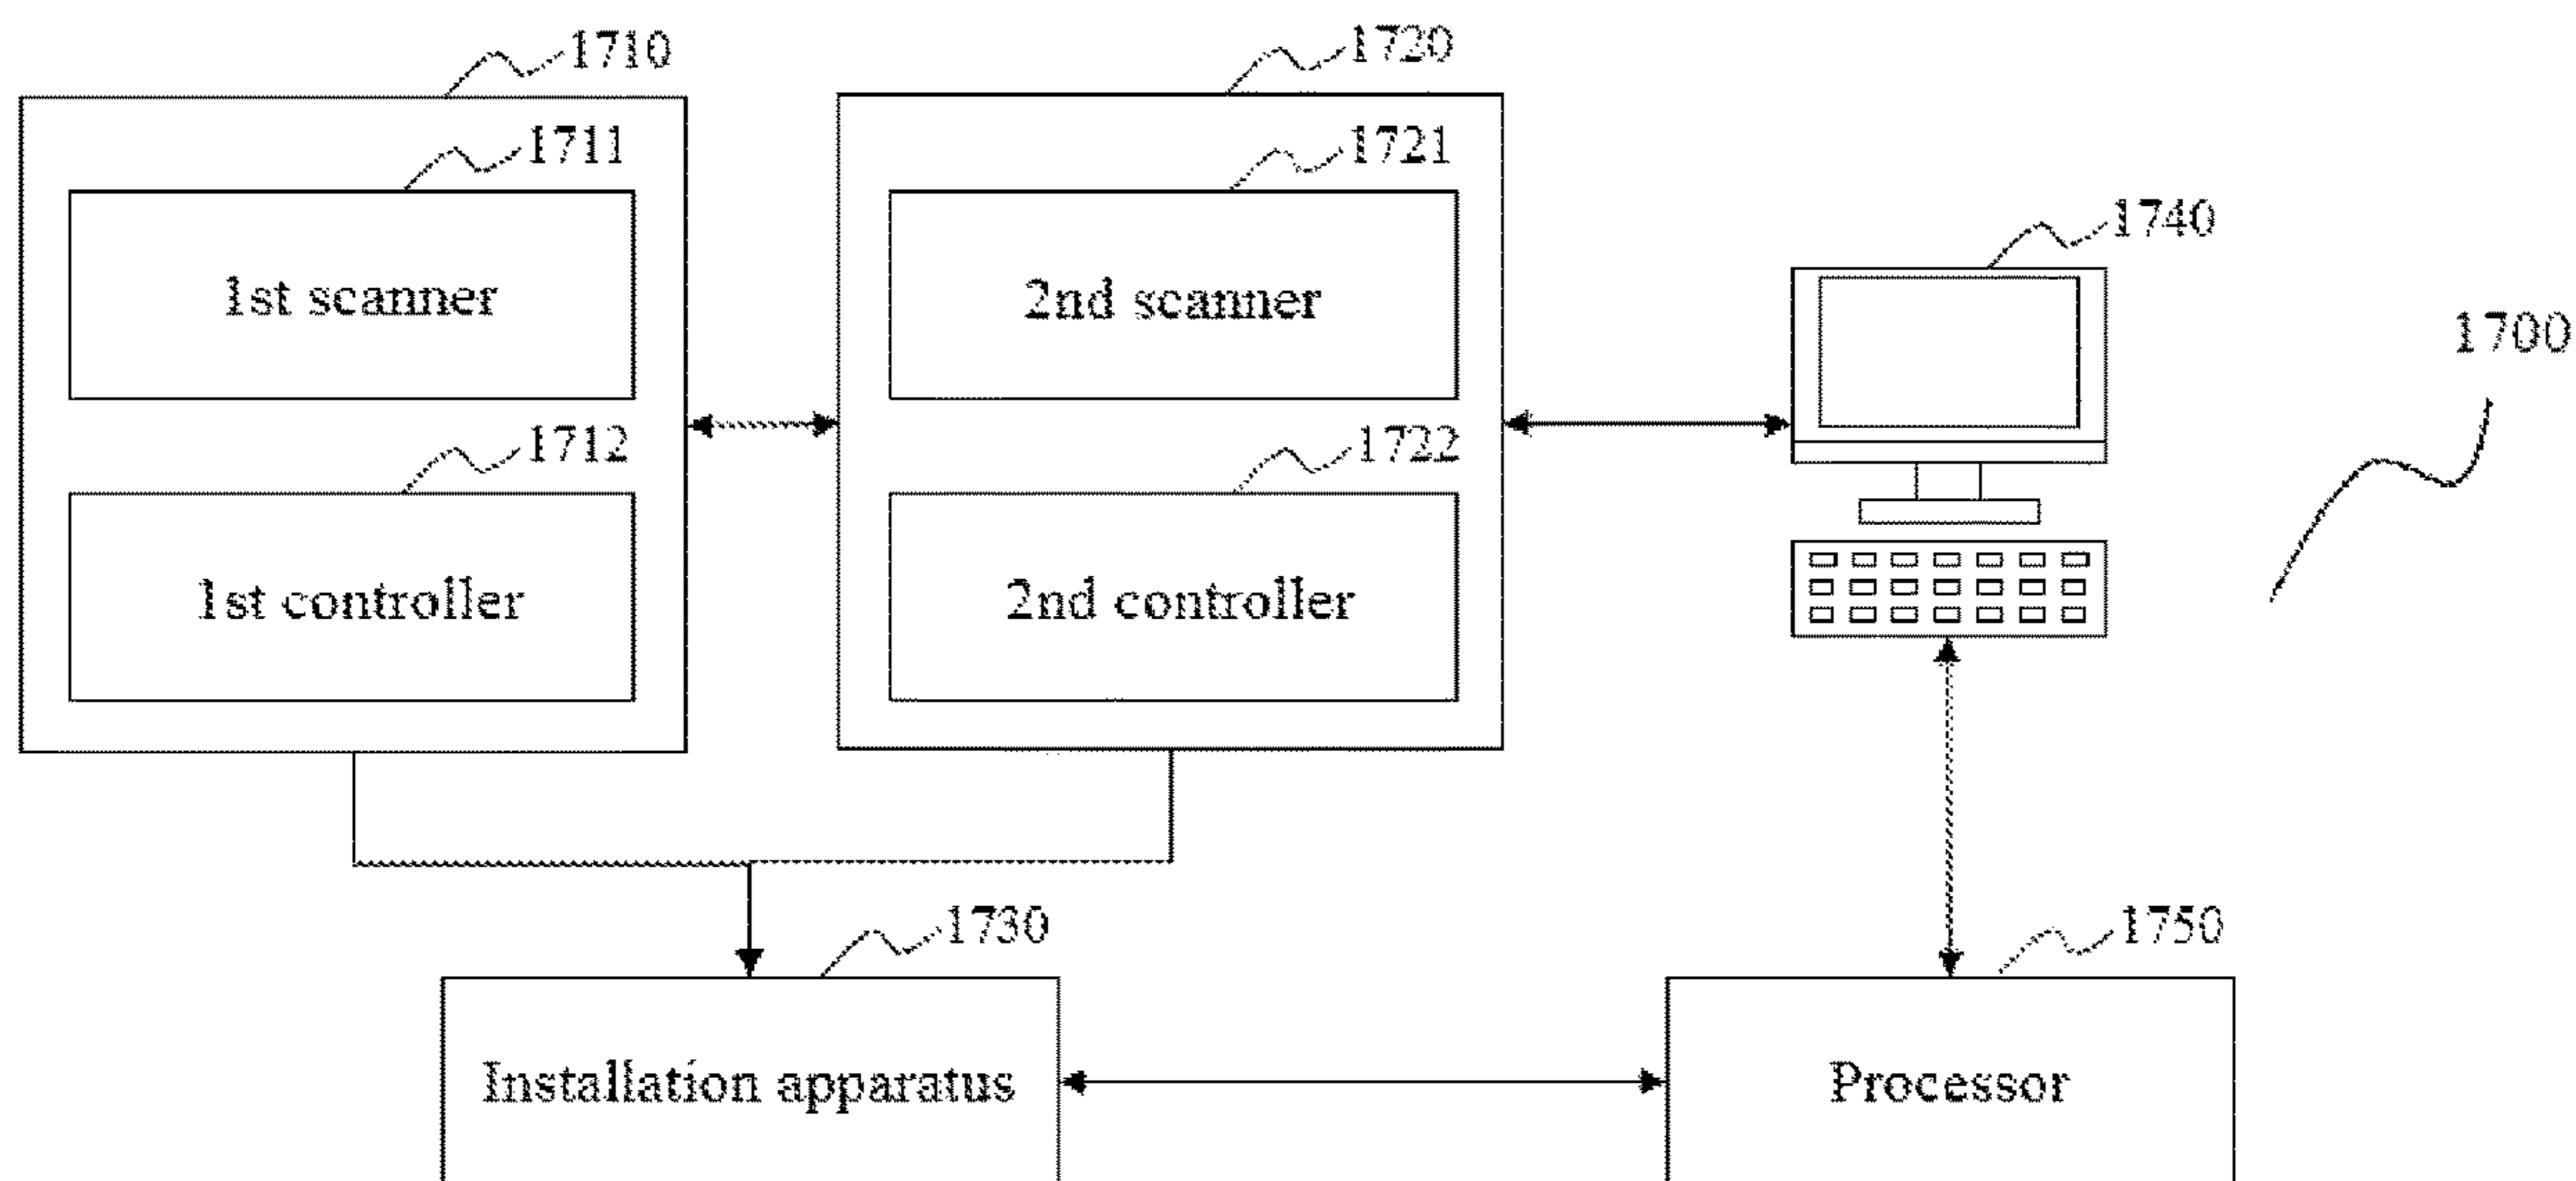 1710
1720
1711
1721
1st scanner
2nd scanner
1740
1700
1712
1722
1st controller
2nd controller
1730
1750
Installation apparatus
Processor